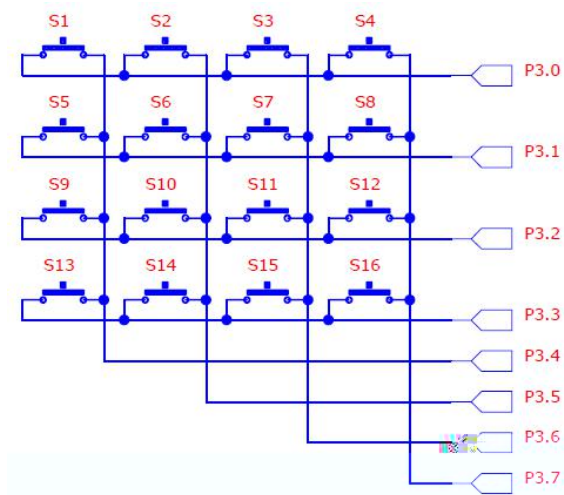 S1 S2 S3 S4
P3.0
S5 S6 S7 S8
P3.1
S9 S10 S11 S12
P3.2
S13 S14 S15 S16
P3.3
P3.4
P3.5
P3.6
P3.7